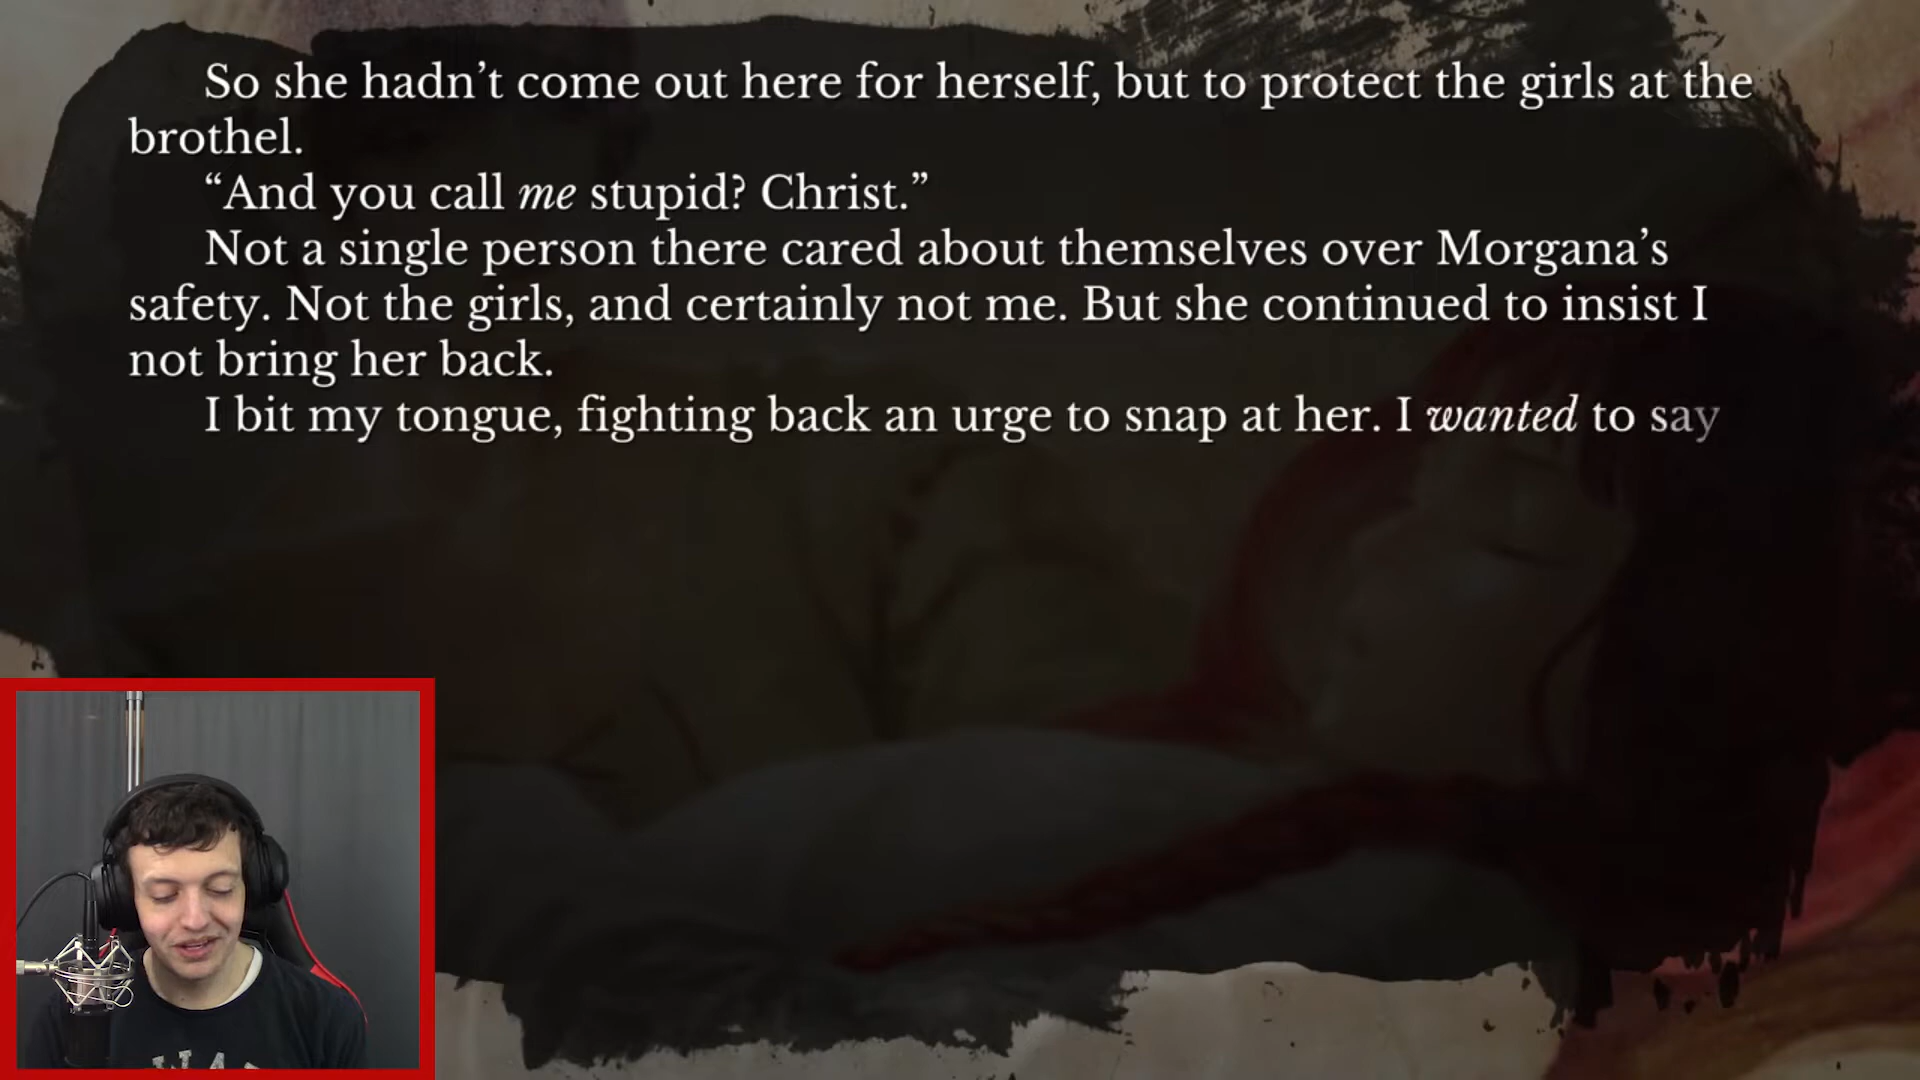 So she hadn’t come out here for herself, but to protect the girls at the
brothel.
“And you call me stupid? Christ.”
Not a single person there cared about themselves over Morgana’s
safety. Not the girls, and certainly not me. But she continued to insist I
not bring her back.
I bit my tongue, fighting back an urge to snap at her. I wanted to say